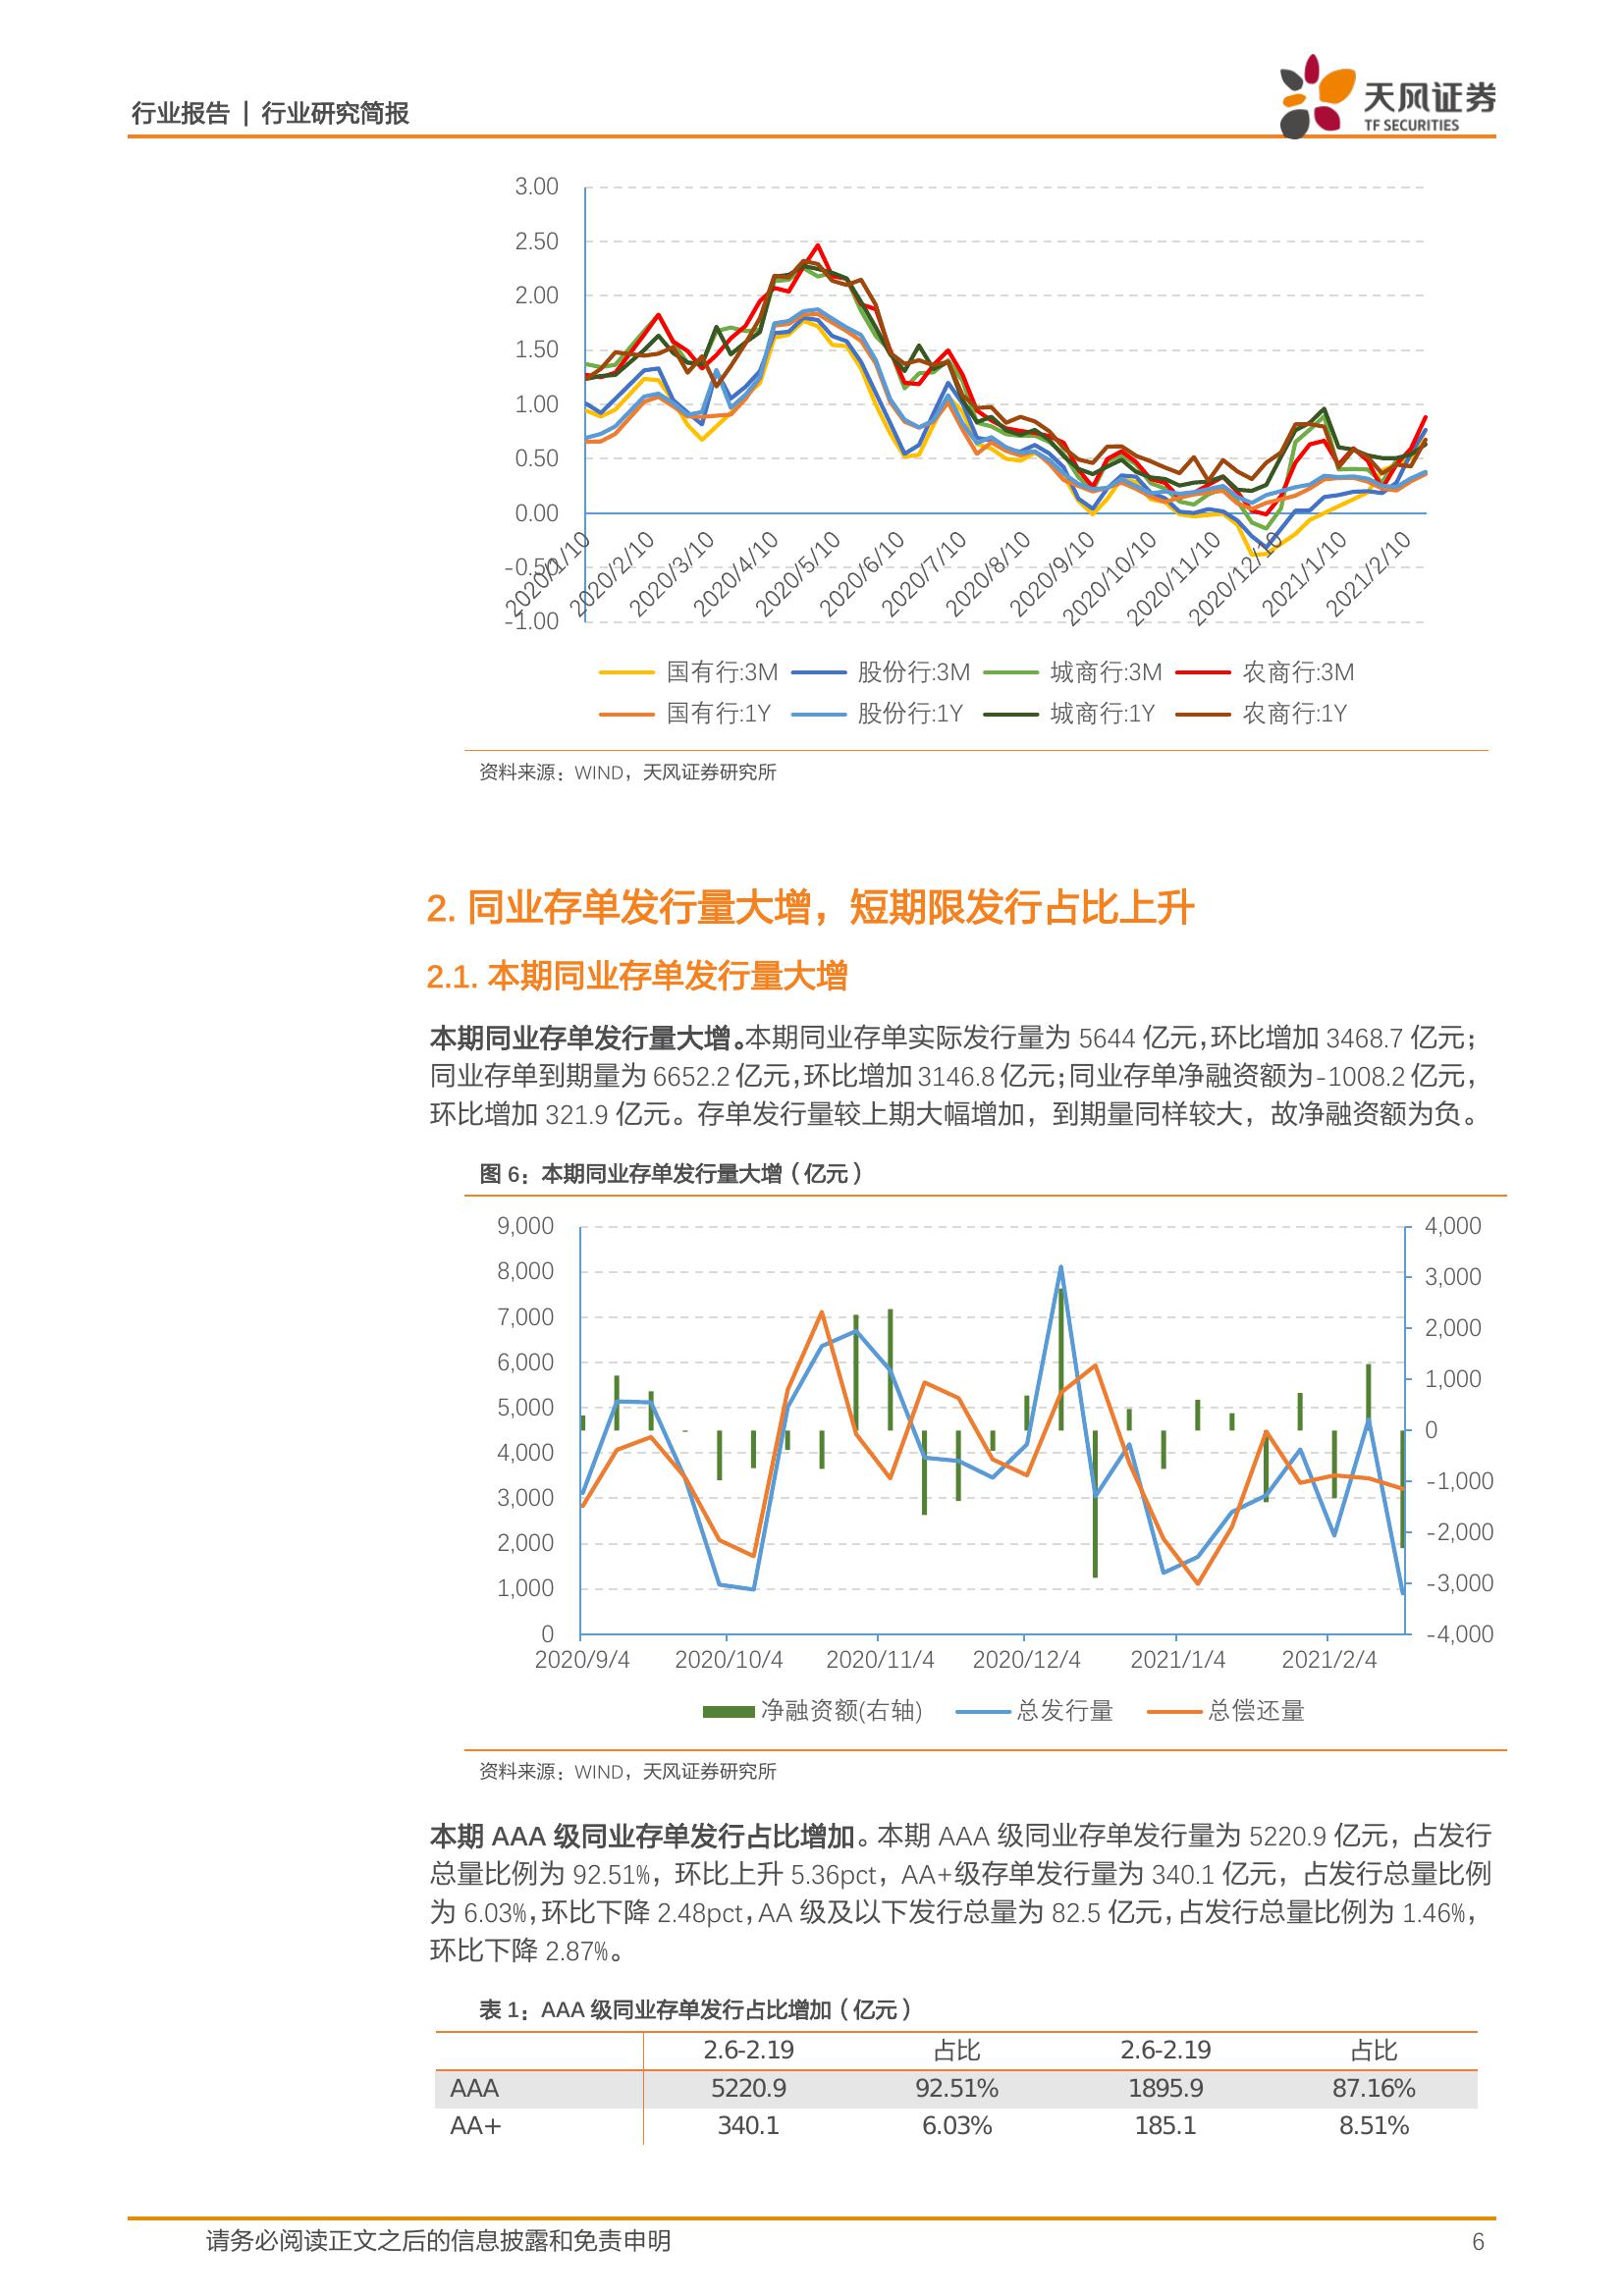 行业报告 | 行业研究简报
天风证券
TF SECURITIES
3.00
2.50
2.00
1.50
1.00
0.50
0.00
-0.50
-1.00
2020/1/10 2020/2/10 2020/3/10 2020/4/10 2020/5/10 2020/6/10 2020/7/10 2020/8/10 2020/9/10 2020/10/10 2020/11/10 2020/12/10 2021/1/10 2021/2/10
国有行:3M 股份行:3M 城商行:3M 农商行:3M
国有行:1Y 股份行:1Y 城商行:1Y 农商行:1Y
资料来源：WIND，天风证券研究所
2. 同业存单发行量大增，短期限发行占比上升
2.1. 本期同业存单发行量大增
本期同业存单发行量大增。本期同业存单实际发行量为 5644 亿元，环比增加 3468.7 亿元；
同业存单到期量为 6652.2 亿元，环比增加 3146.8 亿元；同业存单净融资额为-1008.2 亿元，
环比增加 321.9 亿元。存单发行量较上期大幅增加，到期量同样较大，故净融资额为负。
图 6：本期同业存单发行量大增（亿元）
9,000 4,000
8,000 3,000
7,000 2,000
6,000 1,000
5,000 0
4,000 -1,000
3,000 -2,000
2,000 -3,000
1,000 -4,000
0
2020/9/4 2020/10/4 2020/11/4 2020/12/4 2021/1/4 2021/2/4
净融资额(右轴) 总发行量 总偿还量
资料来源：WIND，天风证券研究所
本期 AAA 级同业存单发行占比增加。本期 AAA 级同业存单发行量为 5220.9 亿元，占发行
总量比例为 92.51%，环比上升 5.36pct，AA+级存单发行量为 340.1 亿元，占发行总量比例
为 6.03%，环比下降 2.48pct，AA 级及以下发行总量为 82.5 亿元，占发行总量比例为 1.46%，
环比下降 2.87%。
表 1：AAA 级同业存单发行占比增加（亿元）
2.6-2.19 占比 2.6-2.19 占比
AAA 5220.9 92.51% 1895.9 87.16%
AA+ 340.1 6.03% 185.1 8.51%
请务必阅读正文之后的信息披露和免责申明 6